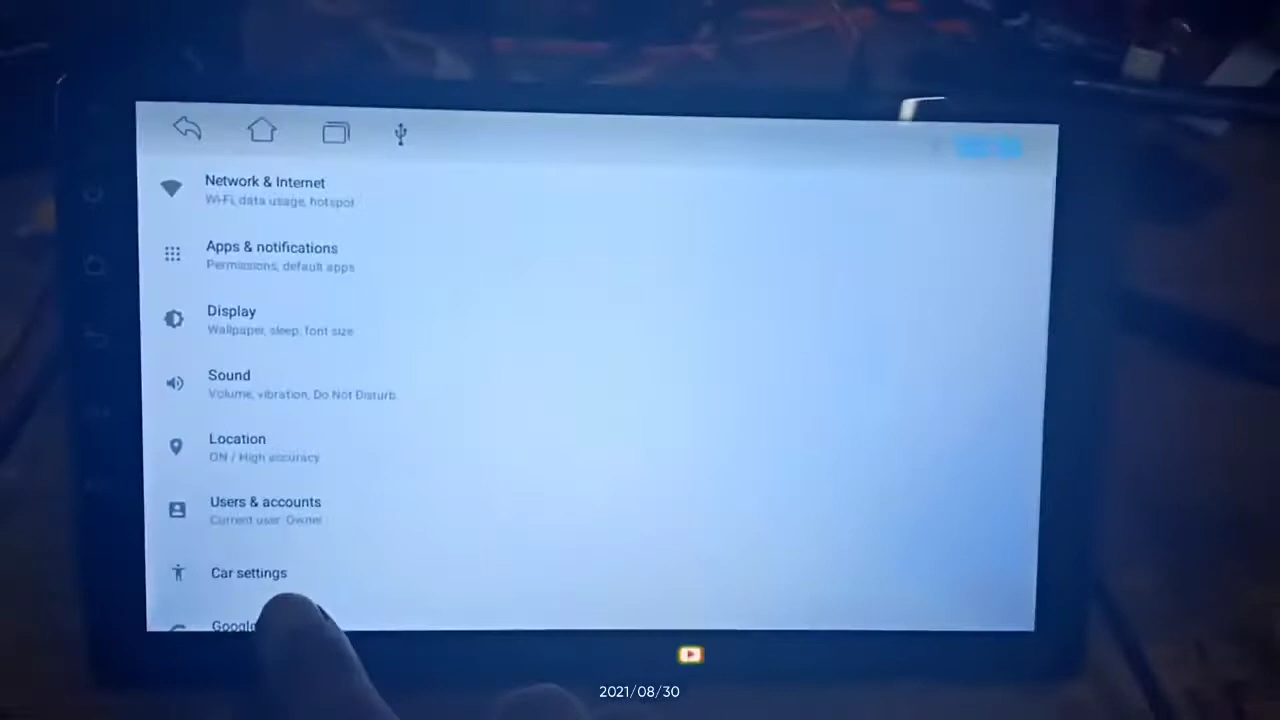 Network & Internet
Wi-Fi, data usage, hotspot
Apps & notifications
Permissions, default apps
Display
Wallpaper, sleep, font size
Sound
Volume, vibration, Do Not Disturb
Location
ON / High accuracy
Users & accounts
Current user: Owner
Car settings
Google
2021/08/30